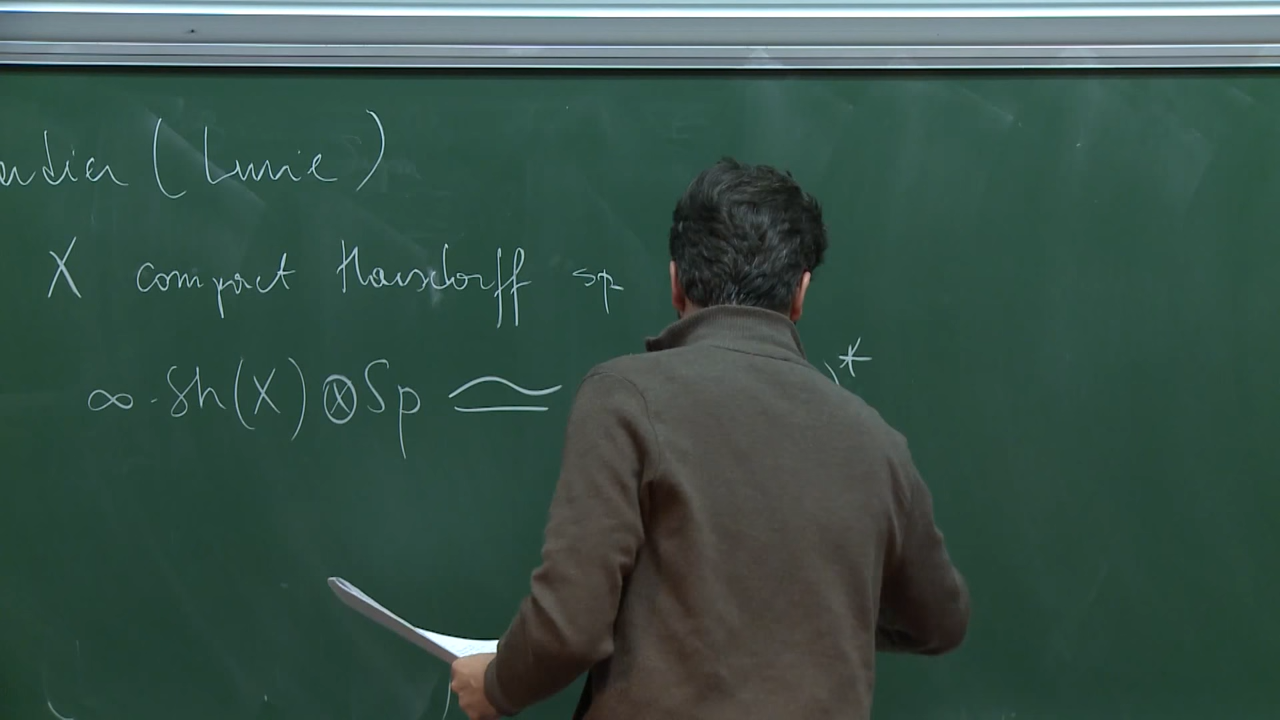 (Lurie)
X compact Hausdorff sp
∞-Sh(X)⊗Sp ≃ )*